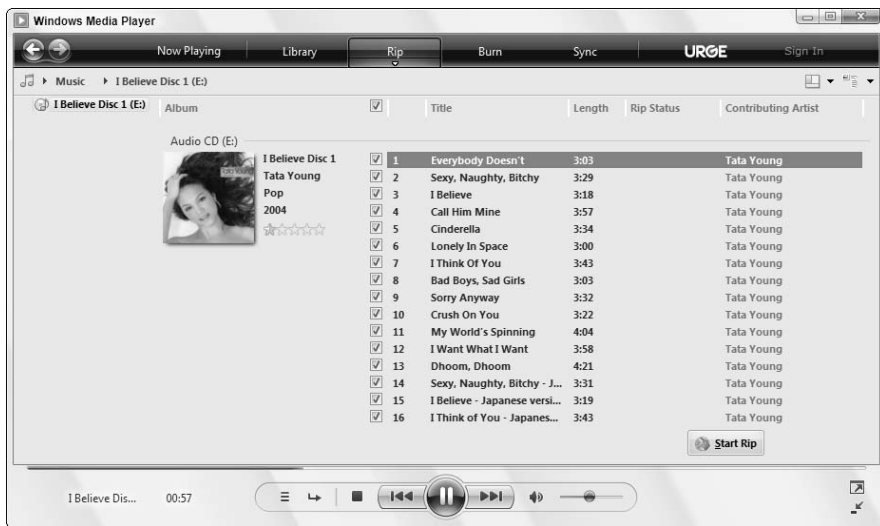 Windows Media Player
Now Playing Library Rip Burn Sync URGE Sign In
Music I Believe Disc 1 (E:)
I Believe Disc 1 (E:) Album Title Length Rip Status Contributing Artist
Audio CD (E:)
I Believe Disc 1
Tata Young
Pop
2004
1 Everybody Doesn't 3:03 Tata Young
2 Sexy, Naughty, Bitchy 3:29 Tata Young
3 I Believe 3:18 Tata Young
4 Call Him Mine 3:57 Tata Young
5 Cinderella 3:34 Tata Young
6 Lonely In Space 3:00 Tata Young
7 I Think Of You 3:43 Tata Young
8 Bad Boys, Sad Girls 3:03 Tata Young
9 Sorry Anyway 3:32 Tata Young
10 Crush On You 3:22 Tata Young
11 My World's Spinning 4:04 Tata Young
12 I Want What I Want 3:58 Tata Young
13 Dhoom, Dhoom 4:21 Tata Young
14 Sexy, Naughty, Bitchy - J... 3:31 Tata Young
15 I Believe - Japanese versi... 3:19 Tata Young
16 I Think of You - Japanes... 3:43 Tata Young
Start Rip
I Believe Dis... 00:57